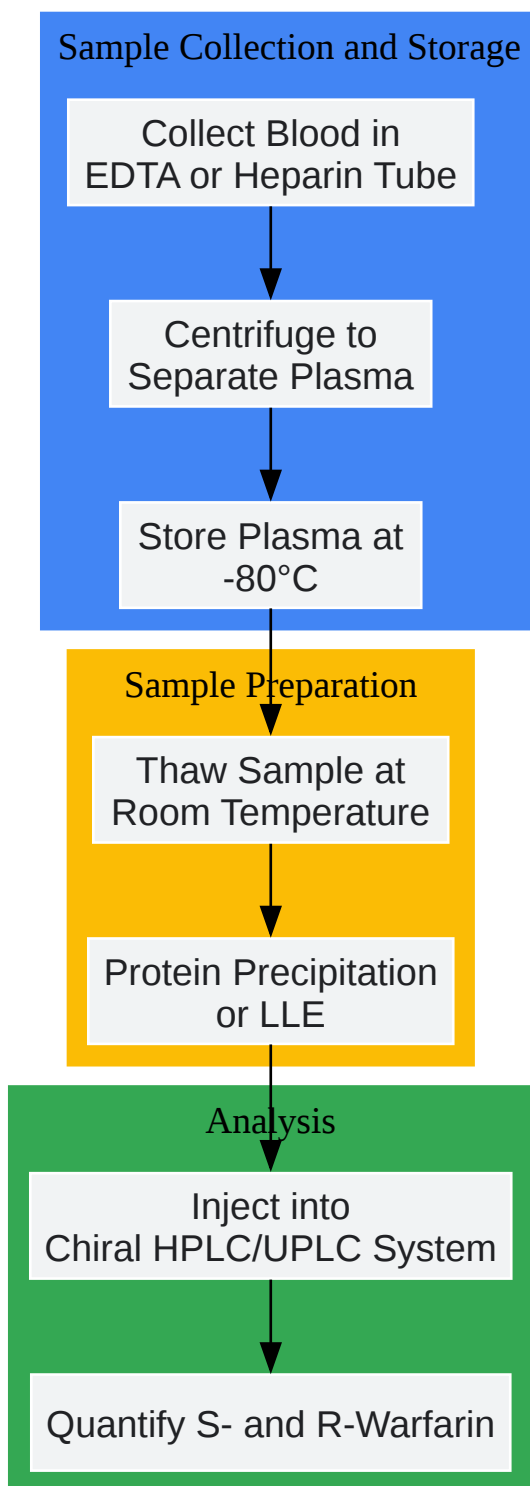 Sample Collection and Storage
Collect Blood in
EDTA or Heparin Tube
Centrifuge to
Separate Plasma
Store Plasma at
-80°C
Sample Preparation
Thaw Sample at
Room Temperature
Protein Precipitation
or LLE
Analysis
Inject into
Chiral HPLC/UPLC System
Quantify S- and R-Warfarin